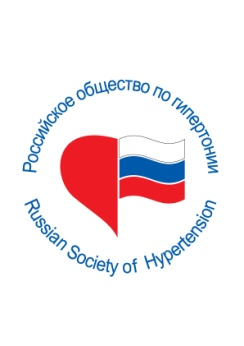 Российское общество по гипертонии
Russian Society of Hypertension